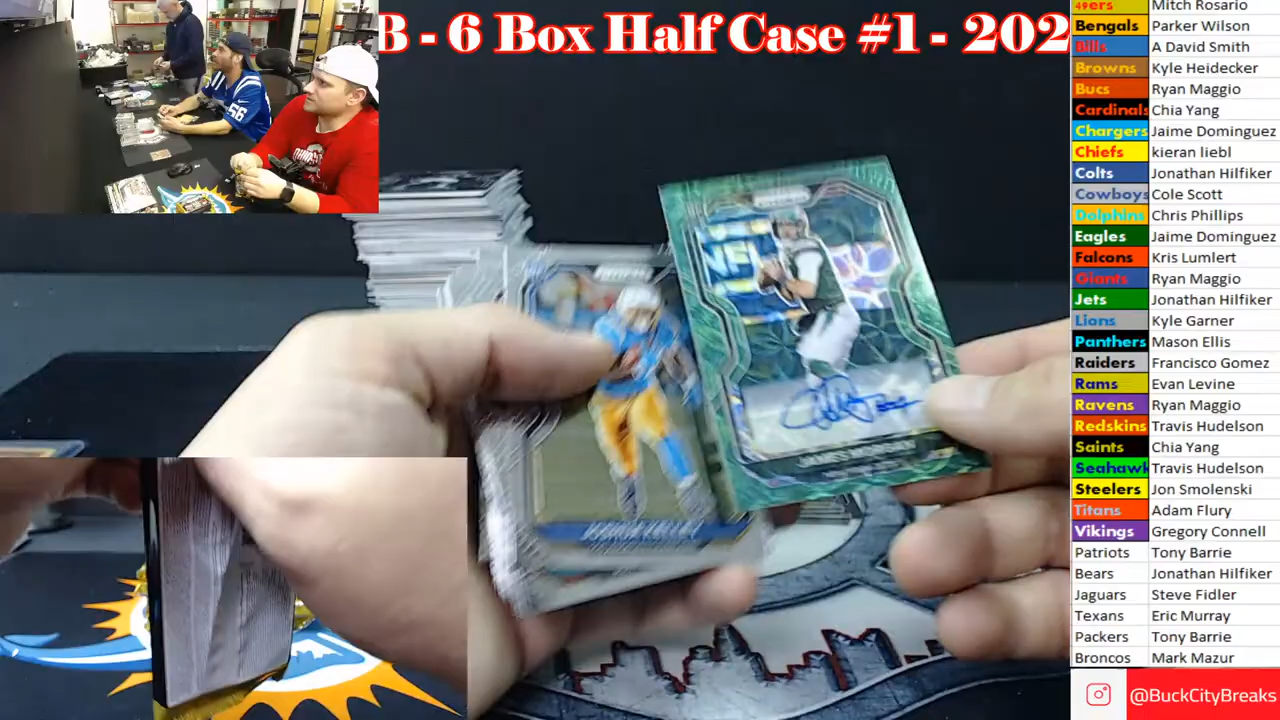 B - 6 Box Half Case #1 - 202
49ers Mitch Rosario
Bengals Parker Wilson
Bills A David Smith
Browns Kyle Heidecker
Bucs Ryan Maggio
Cardinals Chia Yang
Chargers Jaime Dominguez
Chiefs kieran liebl
Colts Jonathan Hilfiker
Cowboys Cole Scott
Dolphins Chris Phillips
Eagles Jaime Dominguez
Falcons Kris Lumlert
Giants Ryan Maggio
Jets Jonathan Hilfiker
Lions Kyle Garner
Panthers Mason Ellis
Raiders Francisco Gomez
Rams Evan Levine
Ravens Ryan Maggio
Redskins Travis Hudelson
Saints Chia Yang
Seahawk Travis Hudelson
Steelers Jon Smolenski
Titans Adam Flury
Vikings Gregory Connell
Patriots Tony Barrie
Bears Jonathan Hilfiker
Jaguars Steve Fidler
Texans Eric Murray
Packers Tony Barrie
Broncos Mark Mazur
@BuckCityBreaks
NFL
56